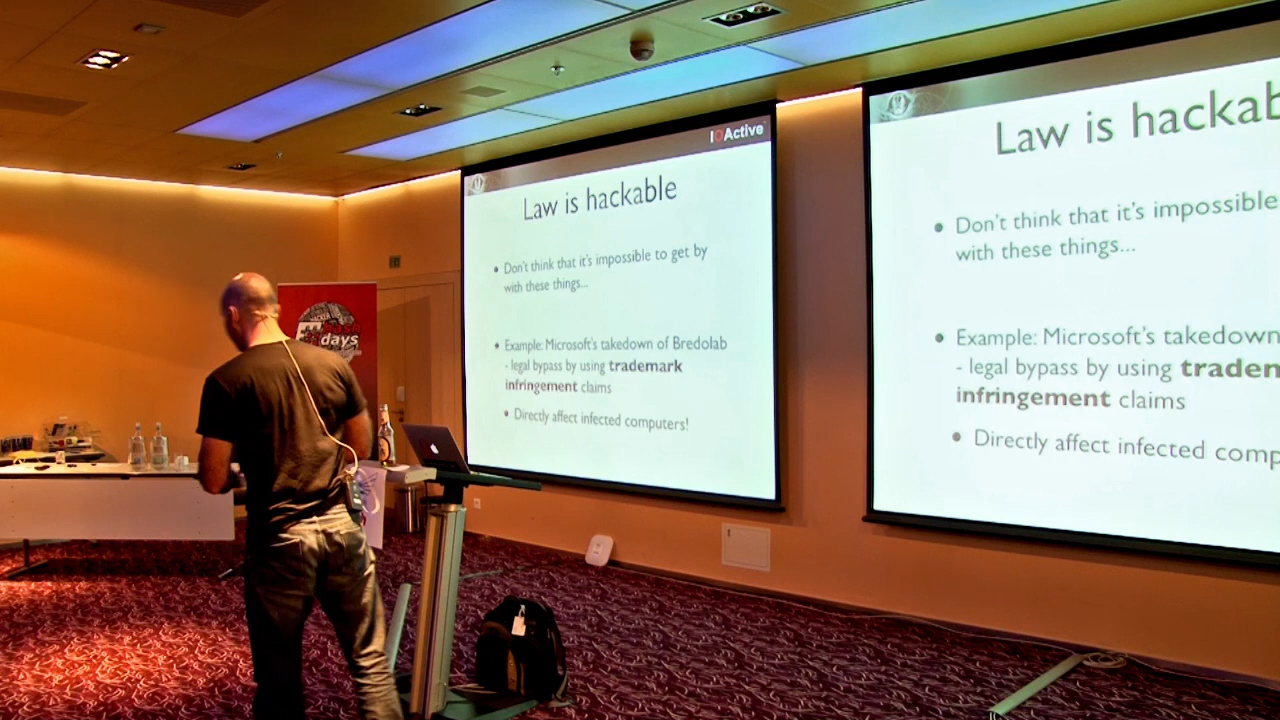 IOActive
Law is hackable
Don't think that it's impossible to get by
with these things...
Example: Microsoft's takedown of Bredolab
- legal bypass by using trademark
infringement claims
Directly affect infected computers!
Law is hackab
Don't think that it's impossible
with these things...
Example: Microsoft's takedown
- legal bypass by using tradem
infringement claims
Directly affect infected comp
days